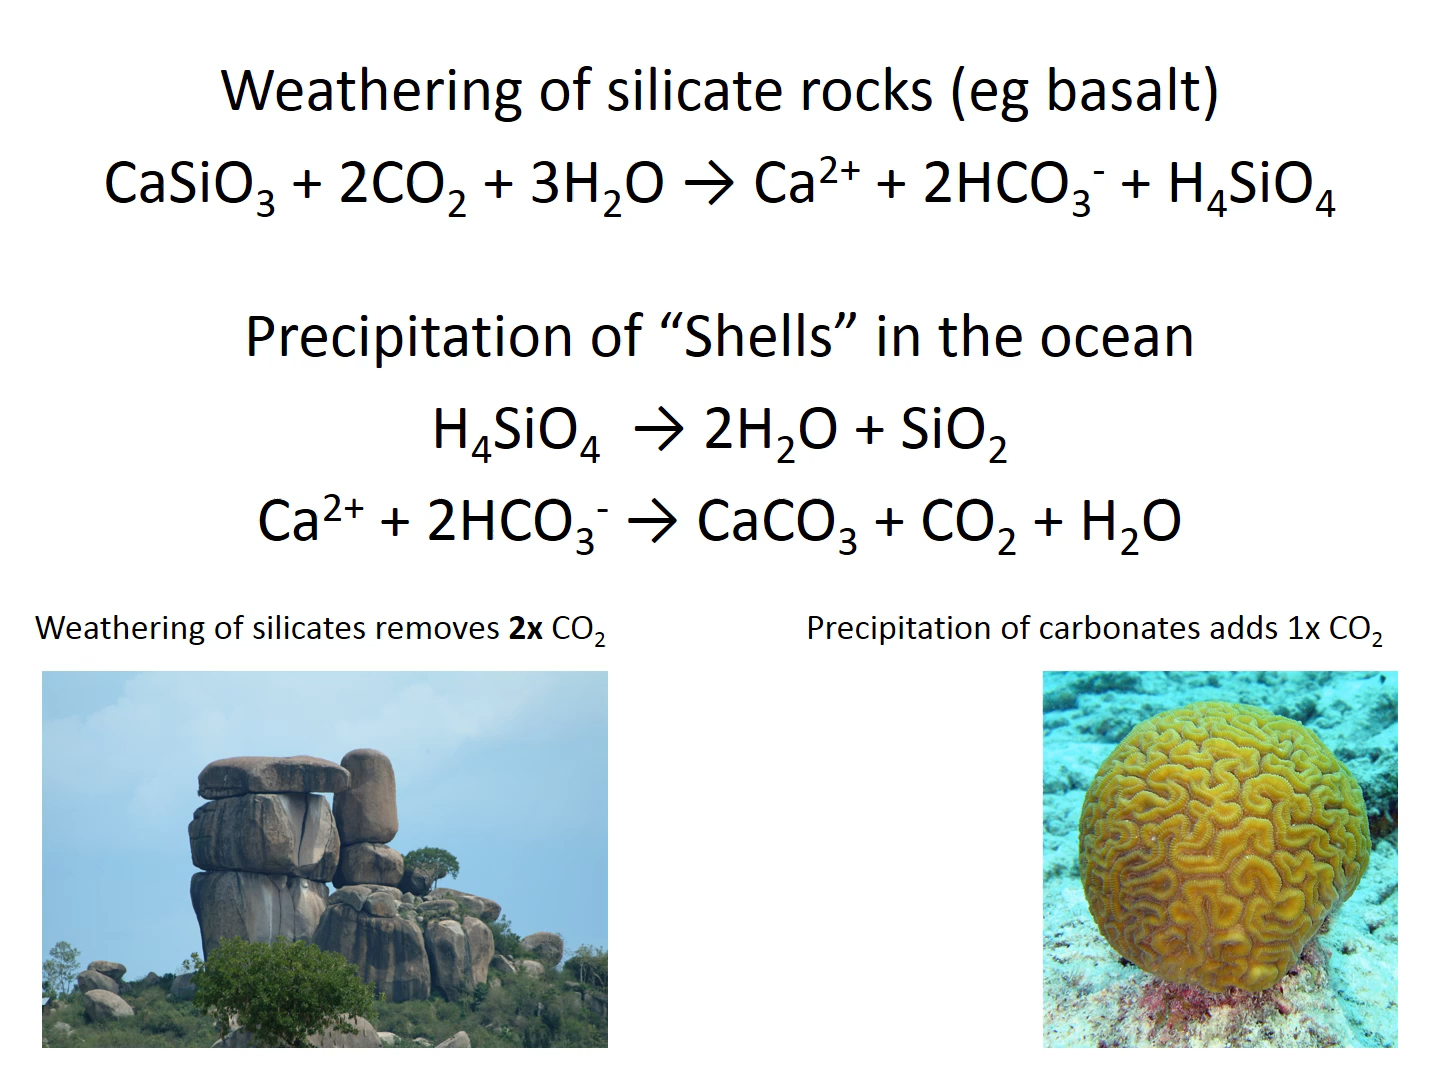 Weathering of silicate rocks (eg basalt)
CaSiO₃ + 2CO₂ + 3H₂O → Ca²⁺ + 2HCO₃⁻ + H₄SiO₄
Precipitation of “Shells” in the ocean
H₄SiO₄ → 2H₂O + SiO₂
Ca²⁺ + 2HCO₃⁻ → CaCO₃ + CO₂ + H₂O
Weathering of silicates removes 2x CO₂
Precipitation of carbonates adds 1x CO₂